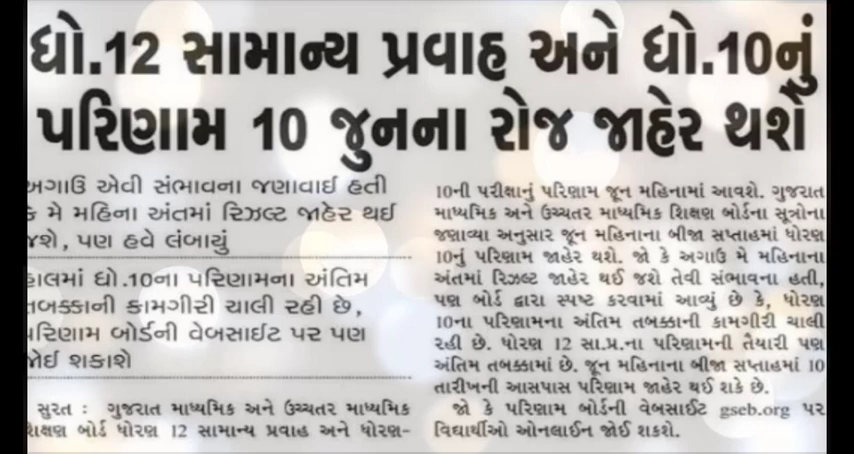 ધો.12 સામાન્ય પ્રવાહ અને ધો.10નું
પરિણામ 10 જુનના રોજ જાહેર થશે
અગાઉ એવી સંભાવના જણાવાઈ હતી
કે મે મહિના અંતમાં રિઝલ્ટ જાહેર થઈ
જશે, પણ હવે લંબાયું
હાલમાં ધો.10ના પરિણામના અંતિમ
તબક્કાની કામગીરી ચાલી રહી છે,
પરિણામ બોર્ડની વેબસાઈટ પર પણ
જોઈ શકાશે
સુરત : ગુજરાત માધ્યમિક અને ઉચ્ચતર માધ્યમિક
શિક્ષણ બોર્ડ ધોરણ 12 સામાન્ય પ્રવાહ અને ધોરણ-
10ની પરીક્ષાનું પરિણામ જૂન મહિનામાં આવશે. ગુજરાત
માધ્યમિક અને ઉચ્ચતર માધ્યમિક શિક્ષણ બોર્ડના સૂત્રોના
જણાવ્યા અનુસાર જૂન મહિનાના બીજા સપ્તાહમાં ધોરણ
10નું પરિણામ જાહેર થશે. જો કે અગાઉ મે મહિનાના
અંતમાં રિઝલ્ટ જાહેર થઈ જશે તેવી સંભાવના હતી,
પણ બોર્ડ દ્વારા સ્પષ્ટ કરવામાં આવ્યું છે કે, ધોરણ
10ના પરિણામના અંતિમ તબક્કાની કામગીરી ચાલી
રહી છે. ધોરણ 12 સા.પ્ર.ના પરિણામની તૈયારી પણ
અંતિમ તબક્કામાં છે. જૂન મહિનાના બીજા સપ્તાહમાં 10
તારીખની આસપાસ પરિણામ જાહેર થઈ શકે છે.
જો કે પરિણામ બોર્ડની વેબસાઈટ gseb.org પર
વિદ્યાર્થીઓ ઓનલાઈન જોઈ શકશે.